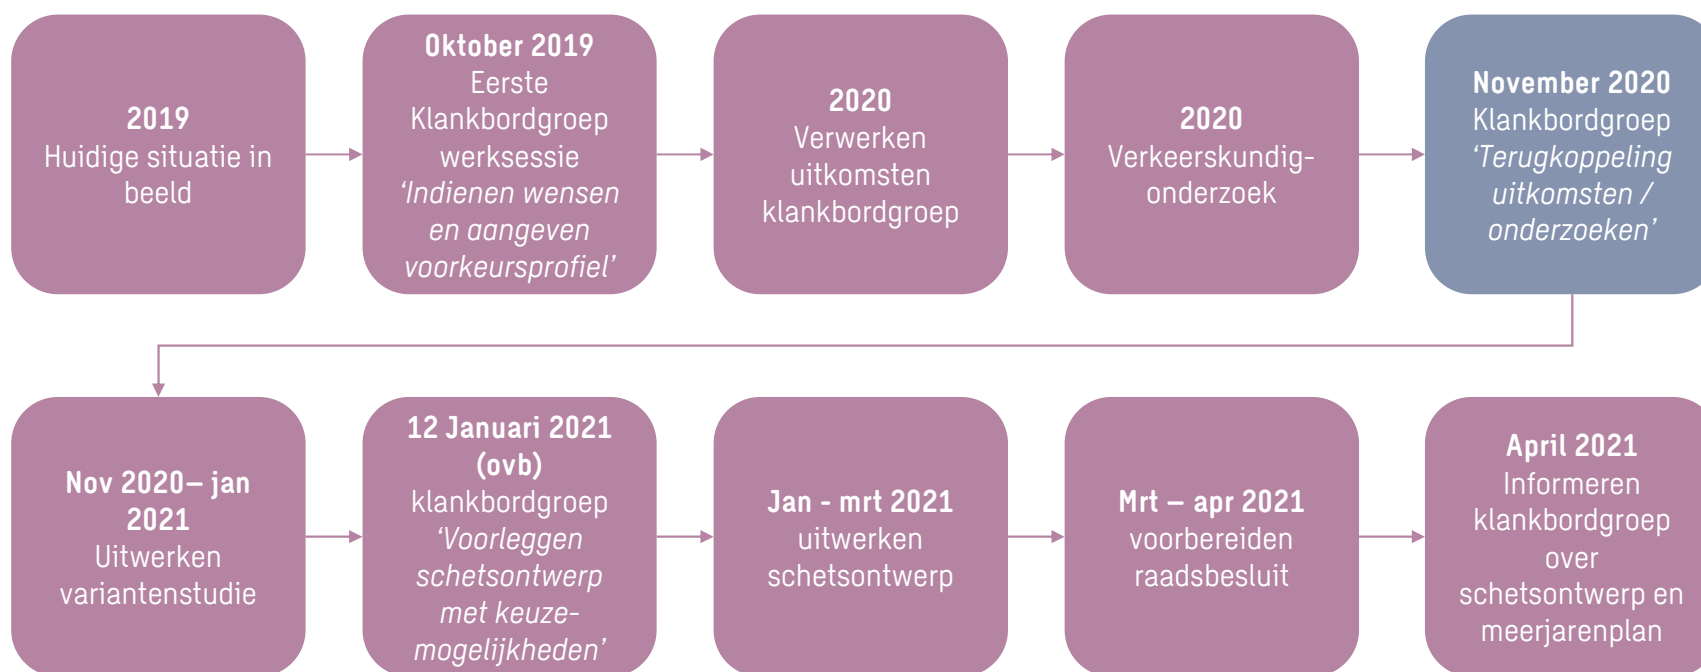 2019
Huidige situatie in
beeld
Oktober 2019
Eerste
Klankbordgroep
werksessie
‘Indienen wensen
en aangeven
voorkeursprofiel’
2020
Verwerken
uitkomsten
klankbordgroep
2020
Verkeerskundig-
onderzoek
November 2020
Klankbordgroep
‘Terugkoppeling
uitkomsten /
onderzoeken’
Nov 2020– jan
2021
Uitwerken
variantenstudie
12 Januari 2021
(ovb)
klankbordgroep
‘Voorleggen
schetsontwerp
met keuze-
mogelijkheden’
Jan - mrt 2021
uitwerken
schetsontwerp
Mrt – apr 2021
voorbereiden
raadsbesluit
April 2021
Informeren
klankbordgroep
over
schetsontwerp en
meerjarenplan